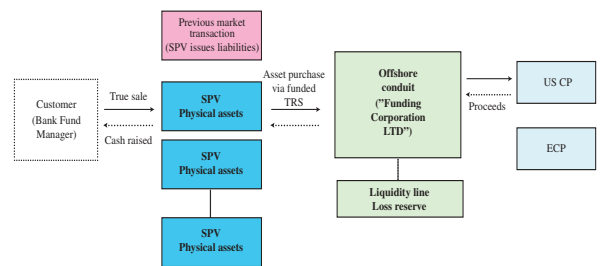 Previous market
transaction
(SPV issues liabilities)
Customer
(Bank Fund
Manager)
True sale
Cash raised
SPV
Physical assets
Asset purchase
via funded
TRS
Offshore
conduit
("Funding
Corporation
LTD")
Proceeds
US CP
ECP
SPV
Physical assets
Liquidity line
Loss reserve
SPV
Physical assets